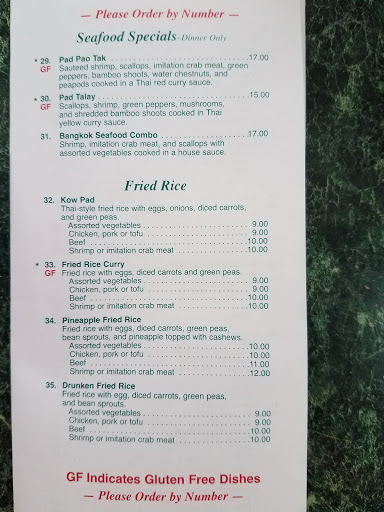 — Please Order by Number —
Seafood Specials–Dinner Only
* 29. Pad Pao Tak ........................17.00
GF Sauteed shrimp, scallops, imitation crab meat, green
peppers, bamboo shoots, water chestnuts, and
peapods cooked in a Thai red curry sauce.
* 30. Pad Talay ........................15.00
GF Scallops, shrimp, green peppers, mushrooms,
and shredded bamboo shoots cooked in Thai
yellow curry sauce.
31. Bangkok Seafood Combo ........................17.00
Shrimp, imitation crab meat, and scallops with
assorted vegetables cooked in a house sauce.
Fried Rice
32. Kow Pad
Thai-style fried rice with eggs, onions, diced carrots,
and green peas.
Assorted vegetables ........................9.00
Chicken, pork or tofu ........................9.00
Beef ........................10.00
Shrimp or imitation crab meat ........................10.00
* 33. Fried Rice Curry
GF Fried rice with eggs, diced carrots and green peas.
Assorted vegetables ........................9.00
Chicken, pork or tofu ........................9.00
Beef ........................10.00
Shrimp or imitation crab meat ........................10.00
34. Pineapple Fried Rice
Fried rice with eggs, diced carrots, green peas,
bean sprouts, and pineapple topped with cashews.
Assorted vegetables ........................10.00
Chicken, pork or tofu ........................10.00
Beef ........................11.00
Shrimp or imitation crab meat ........................12.00
35. Drunken Fried Rice
Fried rice with egg, diced carrots, green peas,
and bean sprouts.
Assorted vegetables ........................9.00
Chicken, pork or tofu ........................9.00
Beef ........................10.00
Shrimp or imitation crab meat ........................10.00
GF Indicates Gluten Free Dishes
— Please Order by Number —